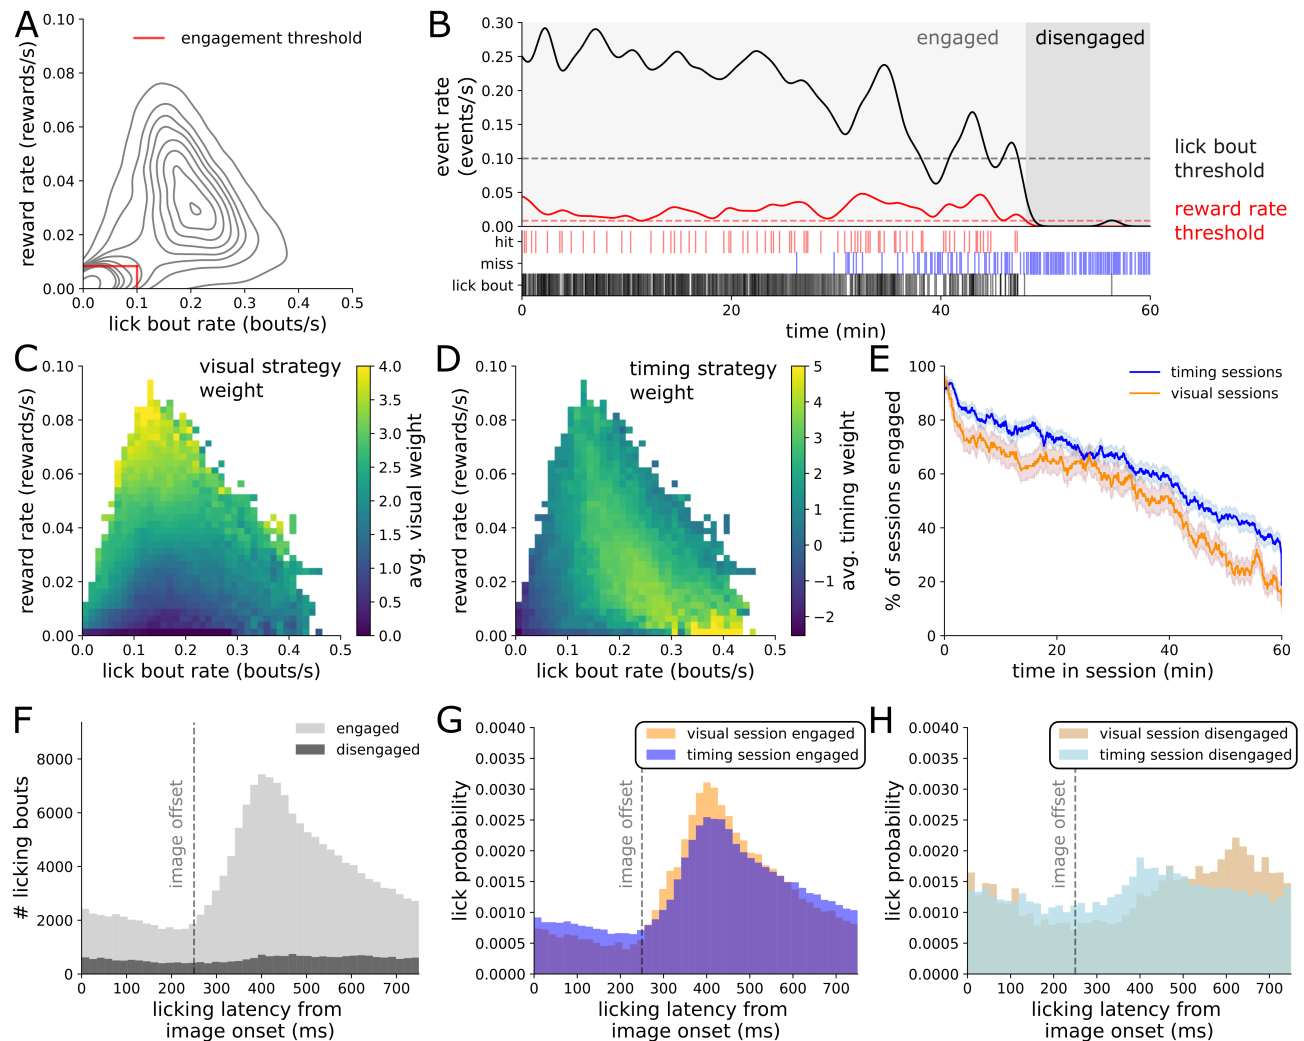 A
reward rate (rewards/s)
0.10
0.08
0.06
0.04
0.02
0.00
engagement threshold
0.0
0.1
0.2
0.3
0.4
0.5
lick bout rate (bouts/s)
B
event rate
(events/s)
0.30
0.25
0.20
0.15
0.10
0.05
0.00
engaged
disengaged
lick bout
threshold
reward rate
threshold
hit
miss
lick bout
0
20
40
60
time (min)
C
reward rate (rewards/s)
0.10
0.08
0.06
0.04
0.02
0.00
visual strategy
weight
0.0
0.1
0.2
0.3
0.4
0.5
lick bout rate (bouts/s)
4.0
3.5
3.0
2.5
2.0
1.5
1.0
0.5
0.0
avg. visual weight
D
reward rate (rewards/s)
0.10
0.08
0.06
0.04
0.02
0.00
timing strategy
weight
0.0
0.1
0.2
0.3
0.4
0.5
lick bout rate (bouts/s)
5
4
3
2
1
0
−1
−2
avg. timing weight
E
% of sessions engaged
100
80
60
40
20
0
timing sessions
visual sessions
0
20
40
60
time in session (min)
F
# licking bouts
8000
6000
4000
2000
0
engaged
disengaged
image offset
0
100
200
300
400
500
600
700
licking latency from
image onset (ms)
G
lick probability
0.0040
0.0035
0.0030
0.0025
0.0020
0.0015
0.0010
0.0005
0.0000
visual session engaged
timing session engaged
image offset
0
100
200
300
400
500
600
700
licking latency from
image onset (ms)
H
lick probability
0.0040
0.0035
0.0030
0.0025
0.0020
0.0015
0.0010
0.0005
0.0000
visual session disengaged
timing session disengaged
image offset
0
100
200
300
400
500
600
700
licking latency from
image onset (ms)